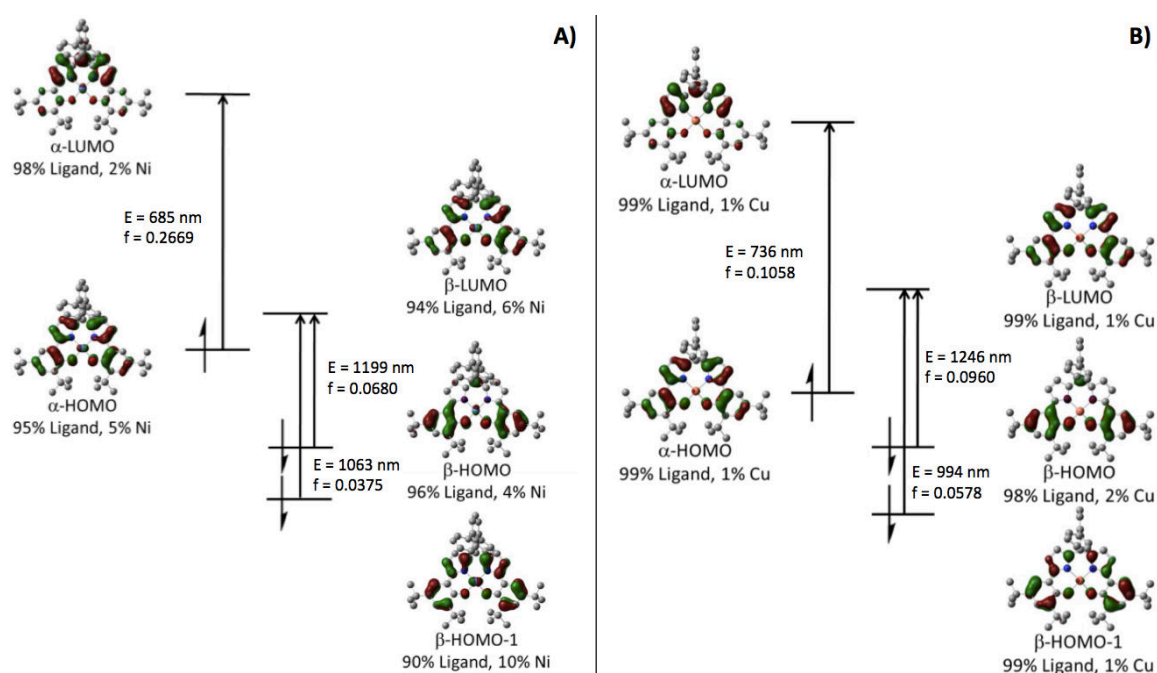 A)
α-LUMO
98% Ligand, 2% Ni
E = 685 nm
f = 0.2669
β-LUMO
94% Ligand, 6% Ni
α-HOMO
95% Ligand, 5% Ni
E = 1199 nm
f = 0.0680
β-HOMO
96% Ligand, 4% Ni
E = 1063 nm
f = 0.0375
β-HOMO-1
90% Ligand, 10% Ni
B)
α-LUMO
99% Ligand, 1% Cu
E = 736 nm
f = 0.1058
β-LUMO
99% Ligand, 1% Cu
α-HOMO
99% Ligand, 1% Cu
E = 1246 nm
f = 0.0960
β-HOMO
98% Ligand, 2% Cu
E = 994 nm
f = 0.0578
β-HOMO-1
99% Ligand, 1% Cu